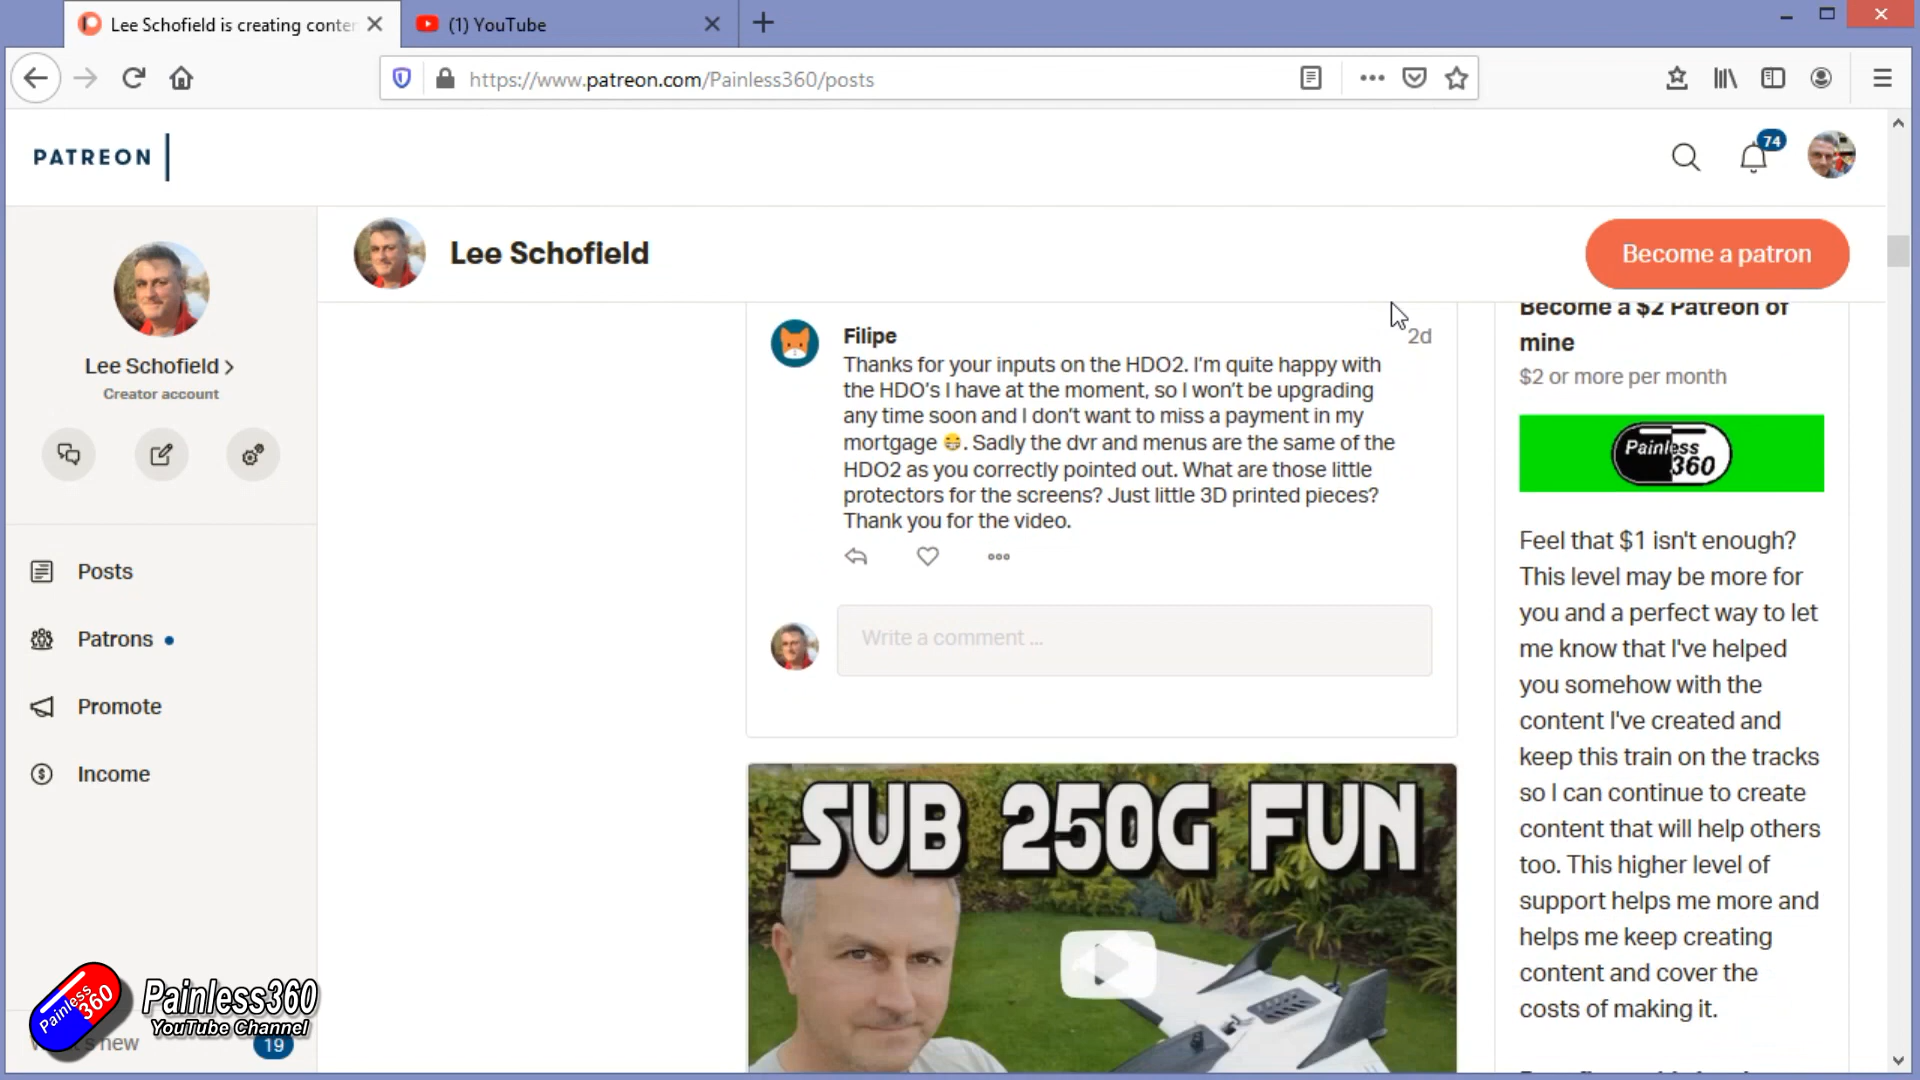 Lee Schofield is creating conte
(1) YouTube
https://www.patreon.com/Painless360/posts
PATREON
74
Lee Schofield
Become a patron
Lee Schofield
Creator account
Posts
Patrons
Promote
Income
19
Filipe
2d
Thanks for your inputs on the HDO2. I'm quite happy with
the HDO's I have at the moment, so I won't be upgrading
any time soon and I don't want to miss a payment in my
mortgage 😁. Sadly the dvr and menus are the same of the
HDO2 as you correctly pointed out. What are those little
protectors for the screens? Just little 3D printed pieces?
Thank you for the video.
Write a comment ...
SUB 250G FUN
Become a $2 Patreon of
mine
$2 or more per month
Painless
360
Feel that $1 isn't enough?
This level may be more for
you and a perfect way to let
me know that I've helped
you somehow with the
content I've created and
keep this train on the tracks
so I can continue to create
content that will help others
too. This higher level of
support helps me more and
helps me keep creating
content and cover the
costs of making it.
Painless
360
Painless360
YouTube Channel